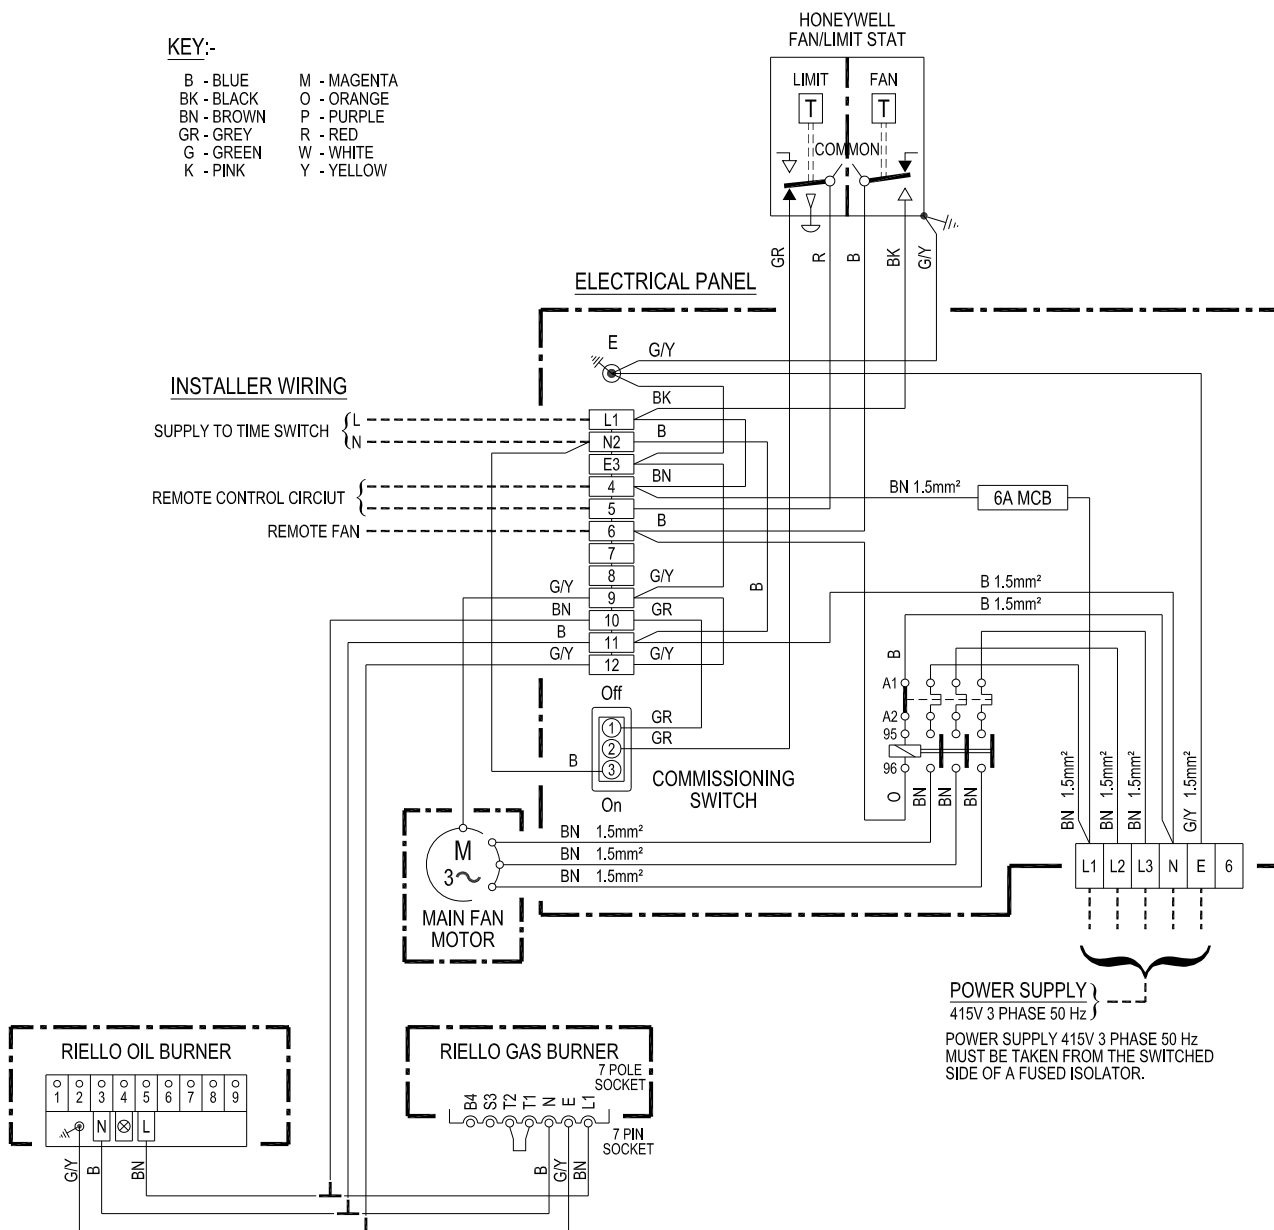 HONEYWELL
FAN/LIMIT STAT
KEY:-
B - BLUE
BK - BLACK
BN - BROWN
GR - GREY
G - GREEN
K - PINK
M - MAGENTA
O - ORANGE
P - PURPLE
R - RED
W - WHITE
Y - YELLOW
LIMIT
FAN
T
T
COMMON
GR
R
B
BK
G/Y
ELECTRICAL PANEL
E
G/Y
INSTALLER WIRING
SUPPLY TO TIME SWITCH
L
N
REMOTE CONTROL CIRCIUT
REMOTE FAN
L1
N2
E3
4
5
6
7
8
9
10
11
12
BK
B
BN
B
G/Y
GR
G/Y
B
G/Y
BN
B
G/Y
BN 1.5mm²
6A MCB
B 1.5mm²
B 1.5mm²
B
A1
A2
95
96
O
BN
BN
BN
Off
1
2
3
On
GR
GR
B
COMMISSIONING
SWITCH
BN 1.5mm²
BN 1.5mm²
BN 1.5mm²
M
3
MAIN FAN
MOTOR
BN 1.5mm²
BN 1.5mm²
BN 1.5mm²
G/Y 1.5mm²
L1
L2
L3
N
E
6
POWER SUPPLY
415V 3 PHASE 50 Hz
POWER SUPPLY 415V 3 PHASE 50 Hz
MUST BE TAKEN FROM THE SWITCHED
SIDE OF A FUSED ISOLATOR.
RIELLO OIL BURNER
1 2 3 4 5 6 7 8 9
N
L
G/Y
B
BN
RIELLO GAS BURNER
7 POLE
SOCKET
B4
S3
T2
T1
N
E
L1
7 PIN
SOCKET
B
G/Y
BN